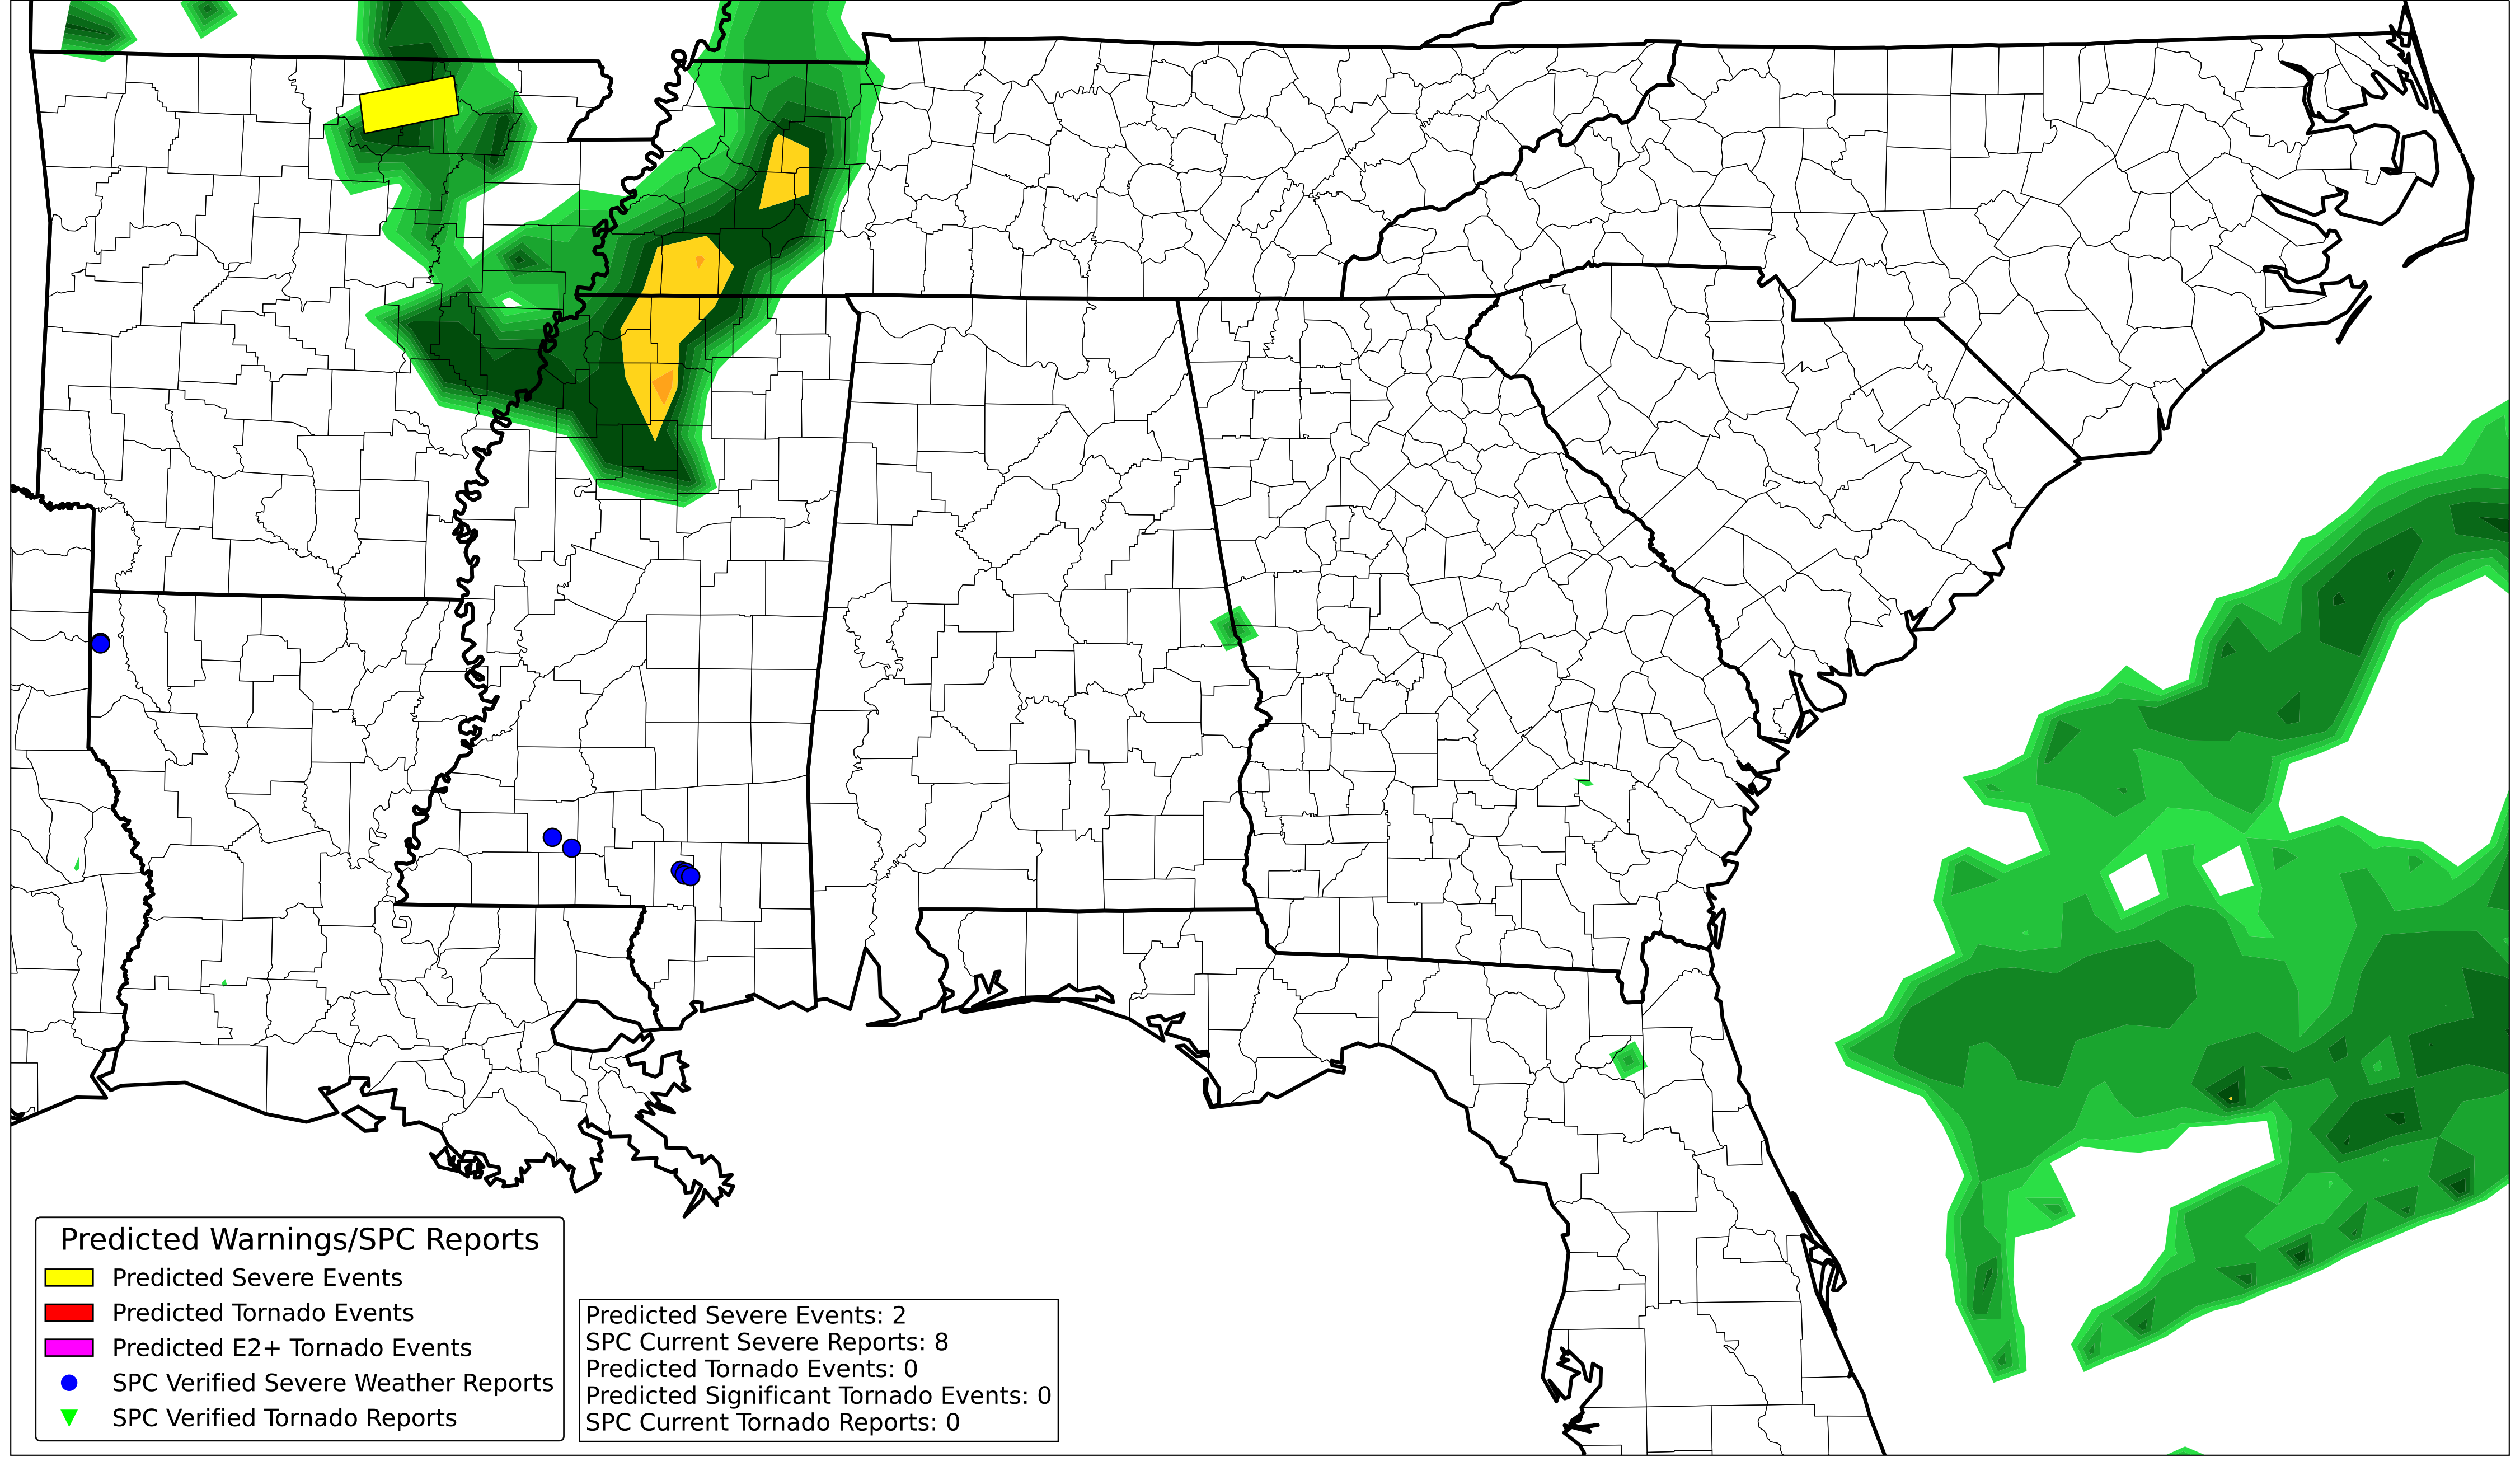 Predicted Warnings/SPC Reports
Predicted Severe Events
Predicted Tornado Events
Predicted E2+ Tornado Events
SPC Verified Severe Weather Reports
SPC Verified Tornado Reports
Predicted Severe Events: 2
SPC Current Severe Reports: 8
Predicted Tornado Events: 0
Predicted Significant Tornado Events: 0
SPC Current Tornado Reports: 0